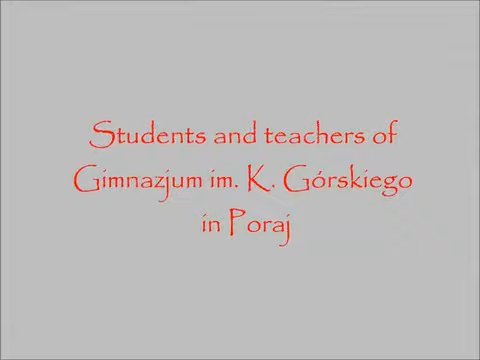 Students and teachers of
Gimnazjum im. K. Górskiego
in Poraj